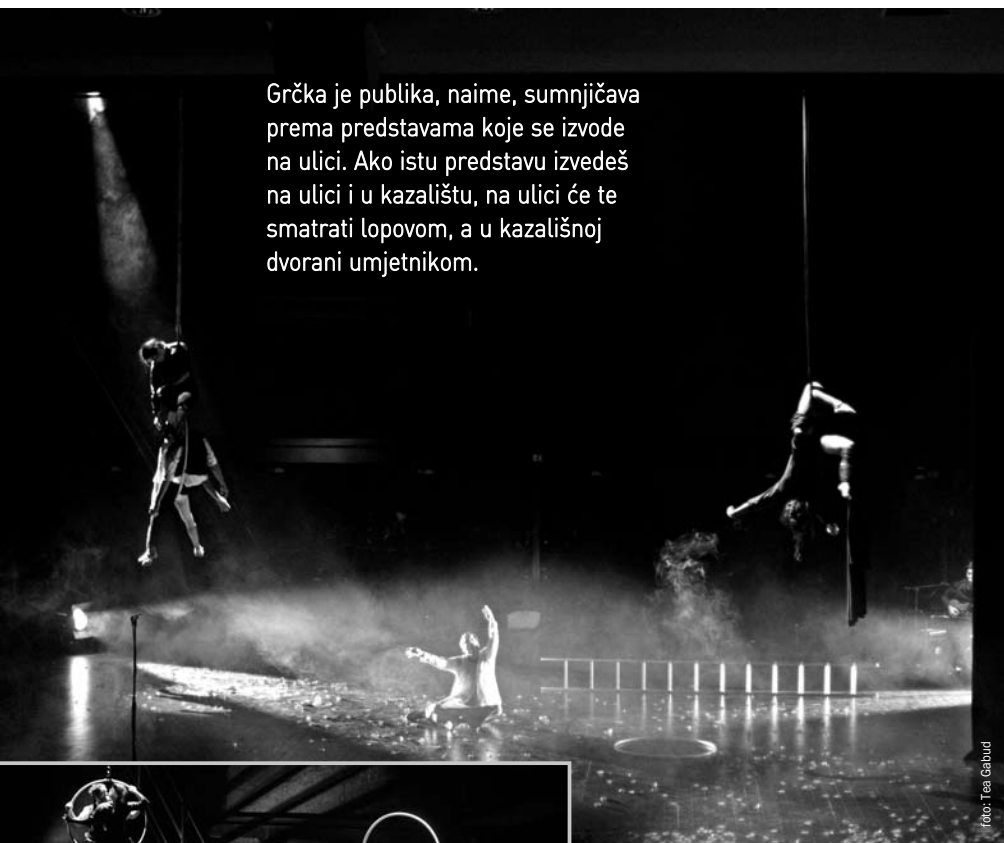 Grčka je publika, naime, sumnjičava
prema predstavama koje se izvode
na ulici. Ako istu predstavu izvedeš
na ulici i u kazalištu, na ulici će te
smatrati lopovom, a u kazališnoj
dvorani umjetnikom.
foto: Tea Gabud